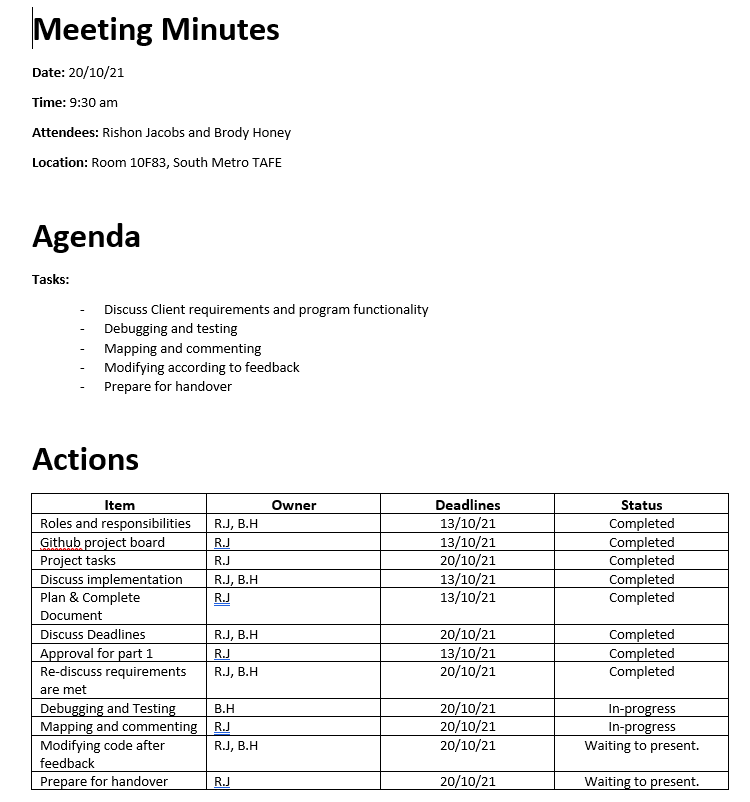 Meeting Minutes
Date: 20/10/21
Time: 9:30 am
Attendees: Rishon Jacobs and Brody Honey
Location: Room 10F83, South Metro TAFE
Agenda
Tasks:
- Discuss Client requirements and program functionality
- Debugging and testing
- Mapping and commenting
- Modifying according to feedback
- Prepare for handover
Actions
Item Owner Deadlines Status
Roles and responsibilities R.J, B.H 13/10/21 Completed
Github project board R.J 13/10/21 Completed
Project tasks R.J 20/10/21 Completed
Discuss implementation R.J, B.H 13/10/21 Completed
Plan & Complete R.J 13/10/21 Completed
Document
Discuss Deadlines R.J, B.H 20/10/21 Completed
Approval for part 1 R.J 13/10/21 Completed
Re-discuss requirements R.J, B.H 20/10/21 Completed
are met
Debugging and Testing B.H 20/10/21 In-progress
Mapping and commenting R.J 20/10/21 In-progress
Modifying code after R.J, B.H 20/10/21 Waiting to present.
feedback
Prepare for handover R.J 20/10/21 Waiting to present.